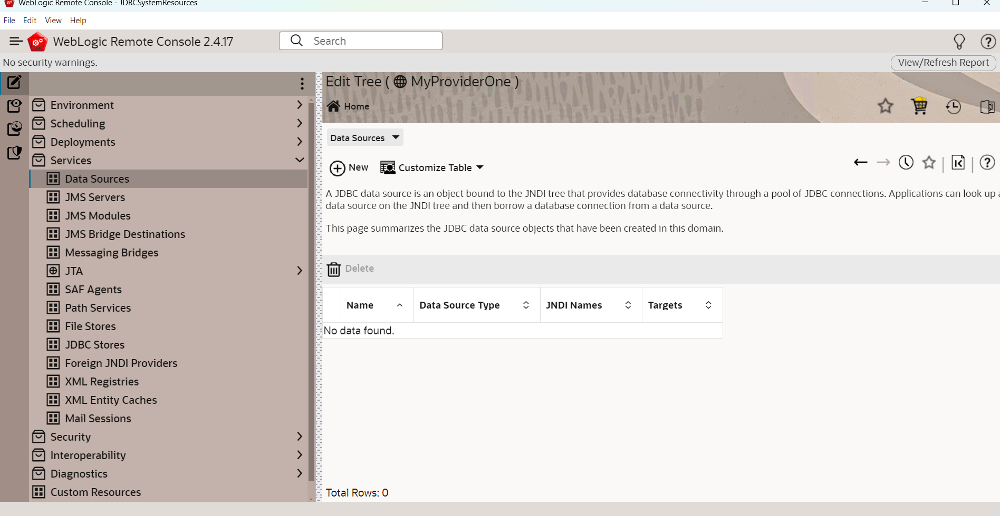 WebLogic Remote Console - JDBCSystemResources
File Edit View Help
WebLogic Remote Console 2.4.17
Search
No security warnings.
View/Refresh Report
Environment
Scheduling
Deployments
Services
Data Sources
JMS Servers
JMS Modules
JMS Bridge Destinations
Messaging Bridges
JTA
SAF Agents
Path Services
File Stores
JDBC Stores
Foreign JNDI Providers
XML Registries
XML Entity Caches
Mail Sessions
Security
Interoperability
Diagnostics
Custom Resources
Edit Tree ( MyProviderOne )
Home
Data Sources
New Customize Table
A JDBC data source is an object bound to the JNDI tree that provides database connectivity through a pool of JDBC connections. Applications can look up a
data source on the JNDI tree and then borrow a database connection from a data source.
This page summarizes the JDBC data source objects that have been created in this domain.
Delete
Name Data Source Type JNDI Names Targets
No data found.
Total Rows: 0